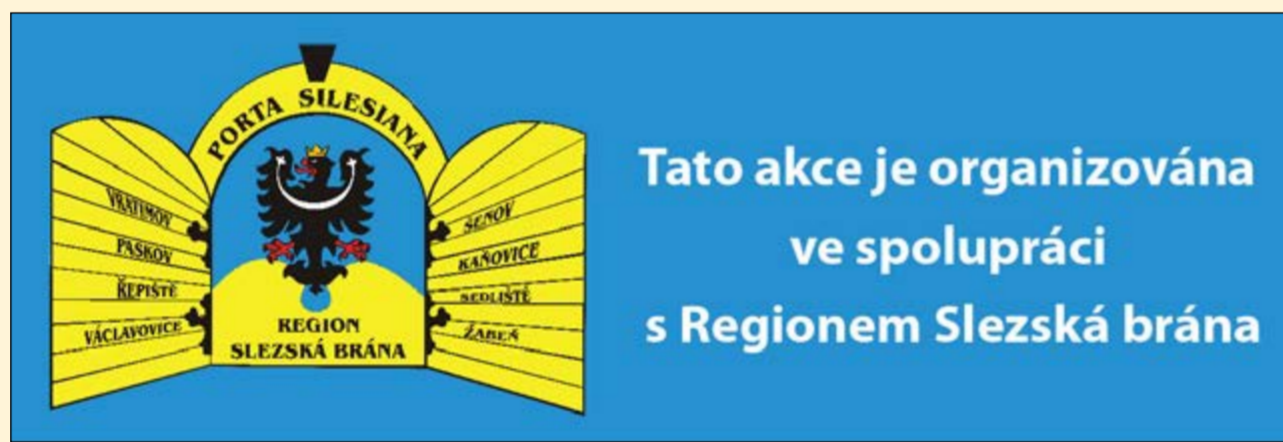 PORTA SILESIANA
VRATIMOV
PASKOV
ŘEPIŠTĚ
VÁCLAVOVICE
ŠENOV
KAŇOVICE
SEDLIŠTĚ
ŽABEŇ
REGION
SLEZSKÁ BRÁNA
Tato akce je organizována
ve spolupráci
s Regionem Slezská brána